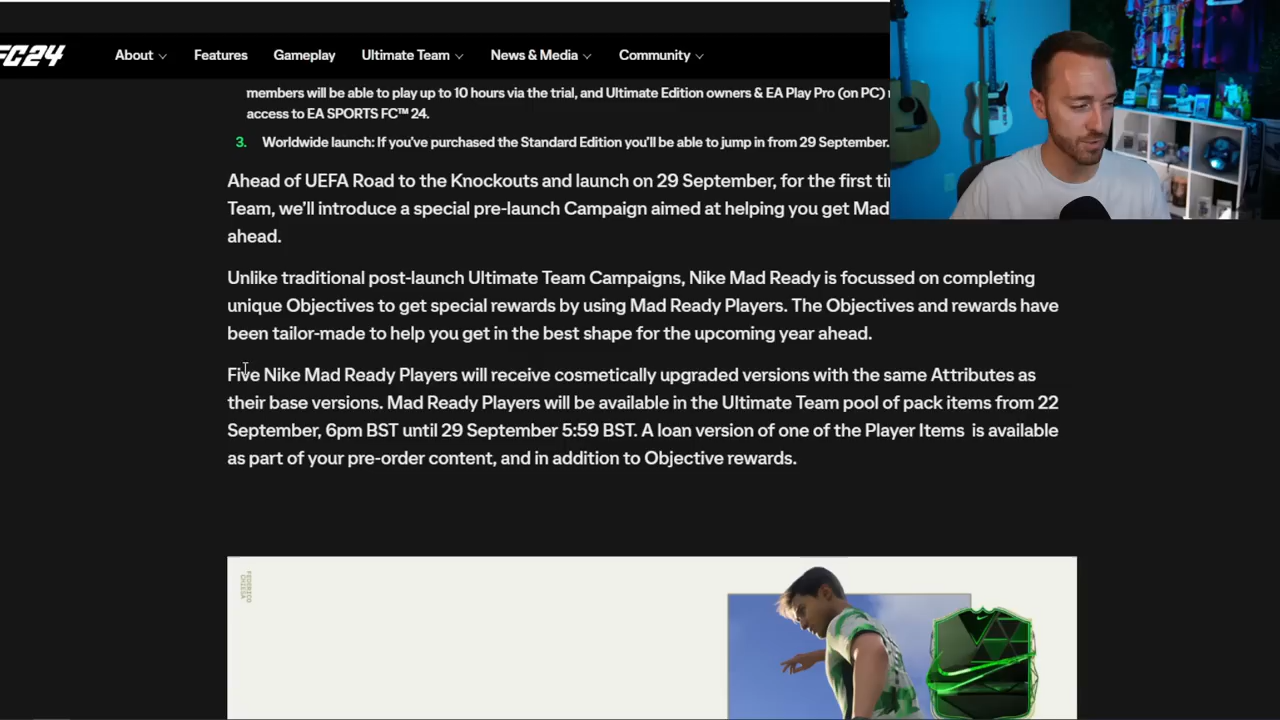 FC24
About
Features
Gameplay
Ultimate Team
News & Media
Community
members will be able to play up to 10 hours via the trial, and Ultimate Edition owners & EA Play Pro (on PC)
access to EA SPORTS FC™ 24.
3. Worldwide launch: If you've purchased the Standard Edition you'll be able to jump in from 29 September.
Ahead of UEFA Road to the Knockouts and launch on 29 September, for the first
Team, we'll introduce a special pre-launch Campaign aimed at helping you get Mad
ahead.
Unlike traditional post-launch Ultimate Team Campaigns, Nike Mad Ready is focussed on completing
unique Objectives to get special rewards by using Mad Ready Players. The Objectives and rewards have
been tailor-made to help you get in the best shape for the upcoming year ahead.
Five Nike Mad Ready Players will receive cosmetically upgraded versions with the same Attributes as
their base versions. Mad Ready Players will be available in the Ultimate Team pool of pack items from 22
September, 6pm BST until 29 September 5:59 BST. A loan version of one of the Player Items is available
as part of your pre-order content, and in addition to Objective rewards.
FEDERICO
CHIESA